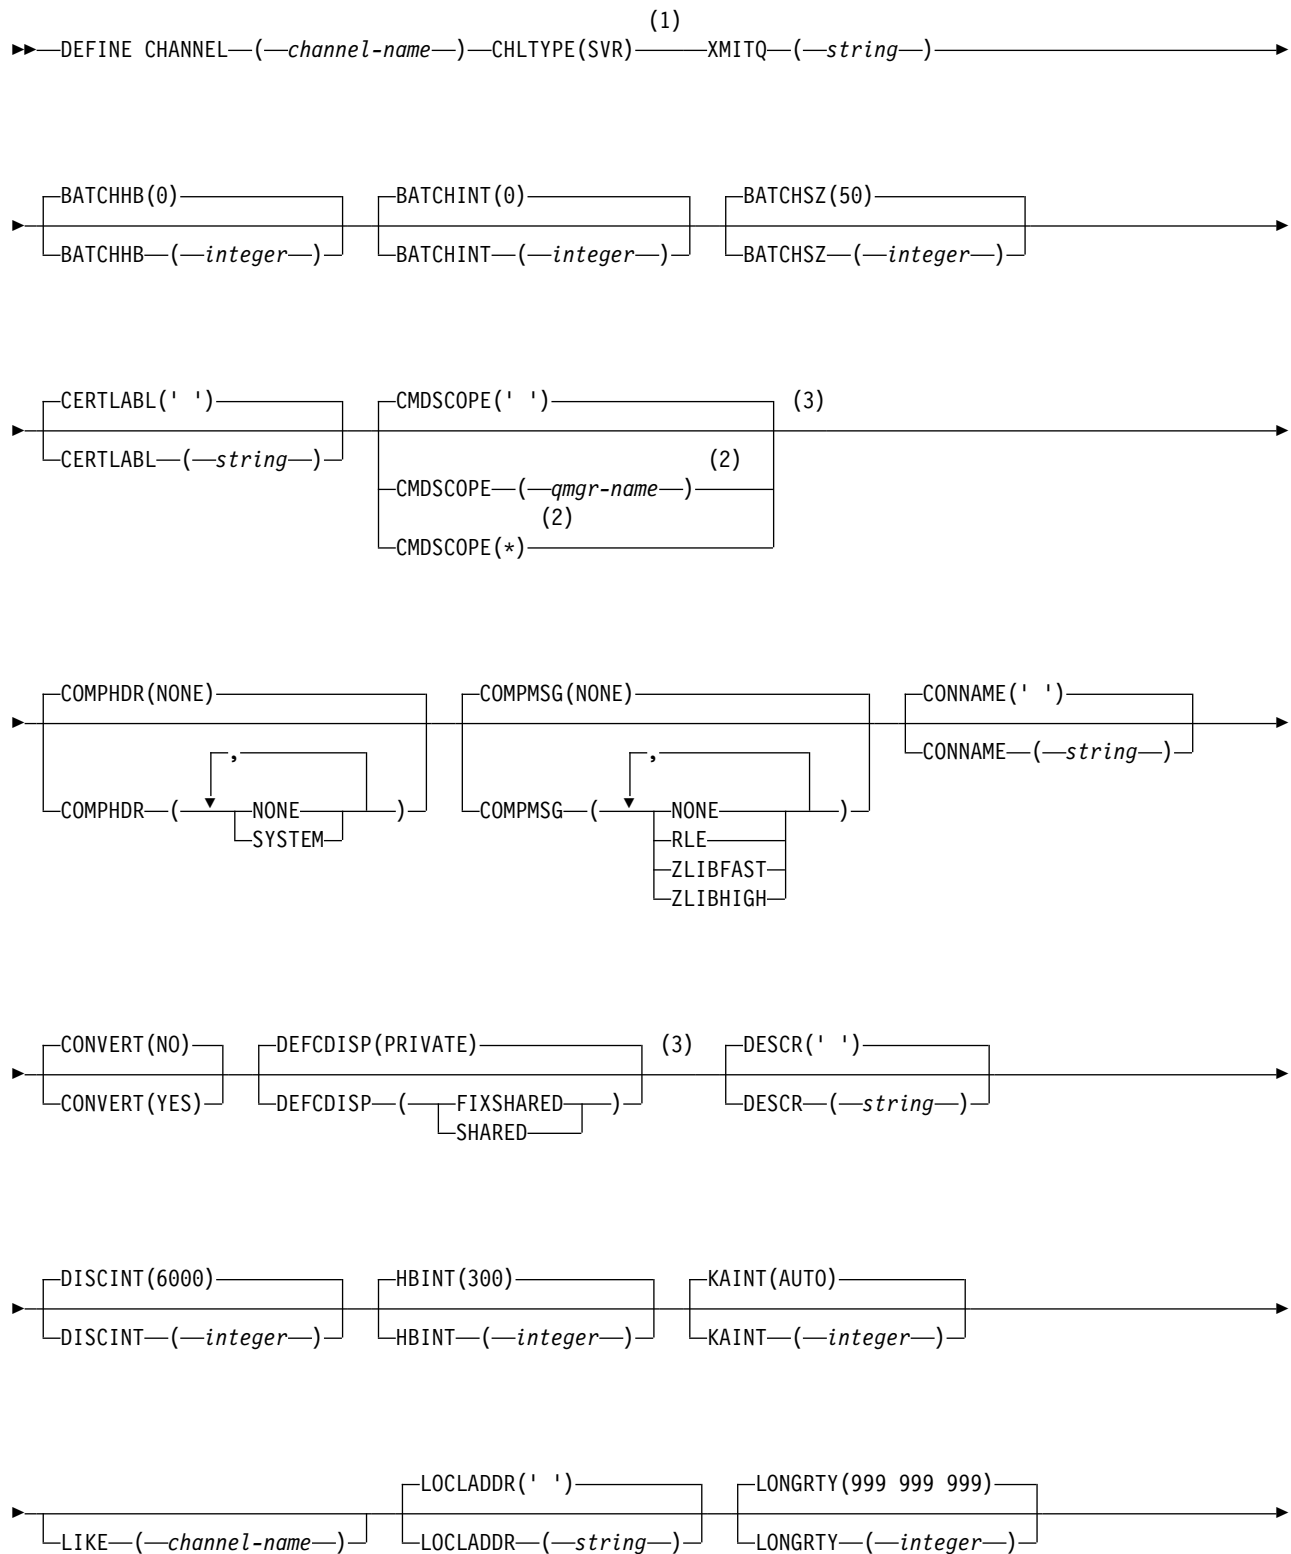 (1)
DEFINE CHANNEL ( channel-name ) CHLTYPE(SVR) XMITQ ( string )
BATCHHB(0) BATCHINT(0) BATCHSZ(50)
BATCHHB ( integer ) BATCHINT ( integer ) BATCHSZ ( integer )
CERTLABL(' ') CMDSCOPE(' ') (3)
CERTLABL ( string ) (2)
CMDSCOPE ( qmgr-name )
(2)
CMDSCOPE(*)
COMPHDR(NONE) COMPMSG(NONE) CONNAME(' ')
, , CONNAME ( string )
COMPHDR ( NONE ) COMPMSG ( NONE )
SYSTEM RLE
ZLIBFAST
ZLIBHIGH
CONVERT(NO) DEFCDISP(PRIVATE) (3) DESCR(' ')
CONVERT(YES) DEFCDISP ( FIXSHARED ) DESCR ( string )
SHARED
DISCINT(6000) HBINT(300) KAINT(AUTO)
DISCINT ( integer ) HBINT ( integer ) KAINT ( integer )
LOCLADDR(' ') LONGRTY(999 999 999)
LIKE ( channel-name ) LOCLADDR ( string ) LONGRTY ( integer )